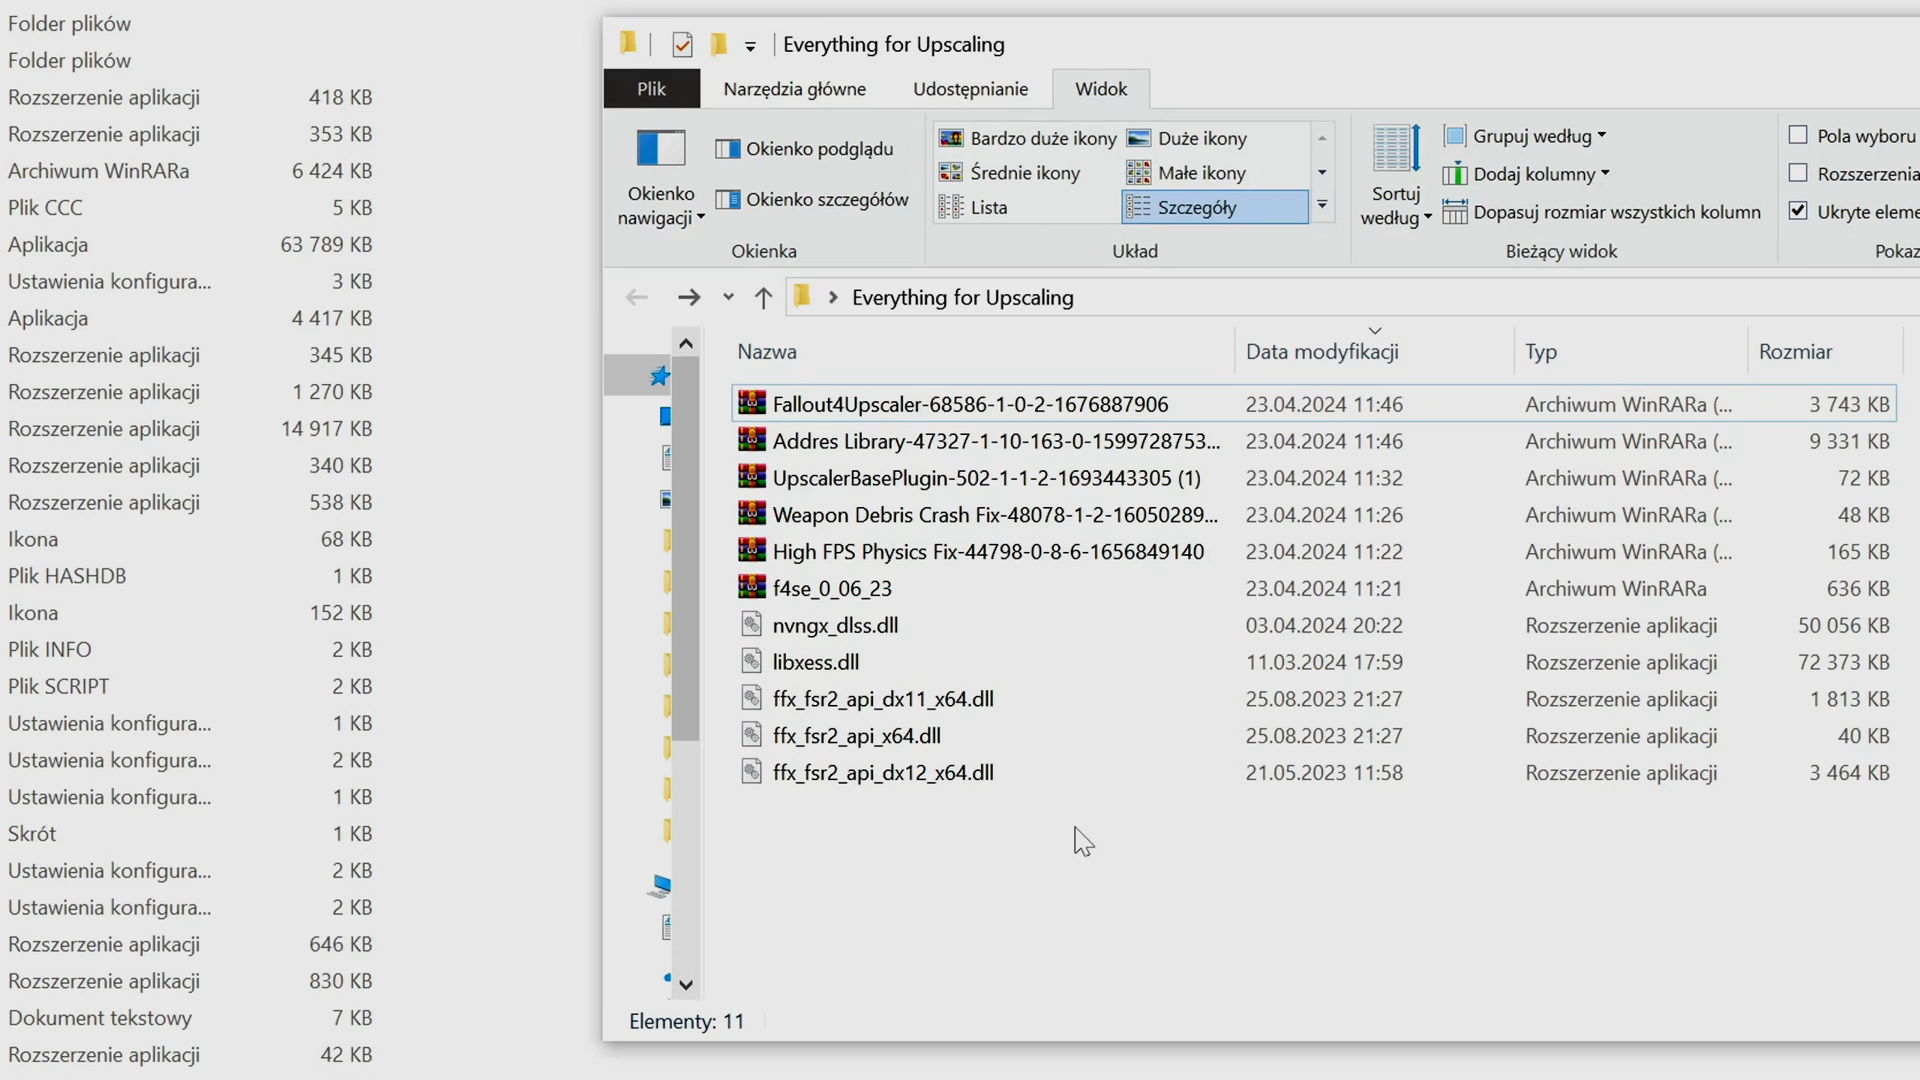 Folder plików
Folder plików
Rozszerzenie aplikacji 418 KB
Rozszerzenie aplikacji 353 KB
Archiwum WinRARa 6 424 KB
Plik CCC 5 KB
Aplikacja 63 789 KB
Ustawienia konfigura... 3 KB
Aplikacja 4 417 KB
Rozszerzenie aplikacji 345 KB
Rozszerzenie aplikacji 1 270 KB
Rozszerzenie aplikacji 14 917 KB
Rozszerzenie aplikacji 340 KB
Rozszerzenie aplikacji 538 KB
Ikona 68 KB
Plik HASHDB 1 KB
Ikona 152 KB
Plik INFO 2 KB
Plik SCRIPT 2 KB
Ustawienia konfigura... 1 KB
Ustawienia konfigura... 2 KB
Ustawienia konfigura... 1 KB
Skrót 1 KB
Ustawienia konfigura... 2 KB
Ustawienia konfigura... 2 KB
Rozszerzenie aplikacji 646 KB
Rozszerzenie aplikacji 830 KB
Dokument tekstowy 7 KB
Rozszerzenie aplikacji 42 KB
Everything for Upscaling
Plik Narzędzia główne Udostępnianie Widok
Okienko nawigacji
Okienko podglądu
Okienko szczegółów
Okienka
Bardzo duże ikony Duże ikony
Średnie ikony Małe ikony
Lista Szczegóły
Układ
Sortuj według
Grupuj według
Dodaj kolumny
Dopasuj rozmiar wszystkich kolumn
Bieżący widok
Pola wyboru
Rozszerzenia
Ukryte eleme
Pokaz
Everything for Upscaling
Nazwa Data modyfikacji Typ Rozmiar
Fallout4Upscaler-68586-1-0-2-1676887906 23.04.2024 11:46 Archiwum WinRARa (... 3 743 KB
Addres Library-47327-1-10-163-0-1599728753... 23.04.2024 11:46 Archiwum WinRARa (... 9 331 KB
UpscalerBasePlugin-502-1-1-2-1693443305 (1) 23.04.2024 11:32 Archiwum WinRARa (... 72 KB
Weapon Debris Crash Fix-48078-1-2-16050289... 23.04.2024 11:26 Archiwum WinRARa (... 48 KB
High FPS Physics Fix-44798-0-8-6-1656849140 23.04.2024 11:22 Archiwum WinRARa (... 165 KB
f4se_0_06_23 23.04.2024 11:21 Archiwum WinRARa 636 KB
nvngx_dlss.dll 03.04.2024 20:22 Rozszerzenie aplikacji 50 056 KB
libxess.dll 11.03.2024 17:59 Rozszerzenie aplikacji 72 373 KB
ffx_fsr2_api_dx11_x64.dll 25.08.2023 21:27 Rozszerzenie aplikacji 1 813 KB
ffx_fsr2_api_x64.dll 25.08.2023 21:27 Rozszerzenie aplikacji 40 KB
ffx_fsr2_api_dx12_x64.dll 21.05.2023 11:58 Rozszerzenie aplikacji 3 464 KB
Elementy: 11